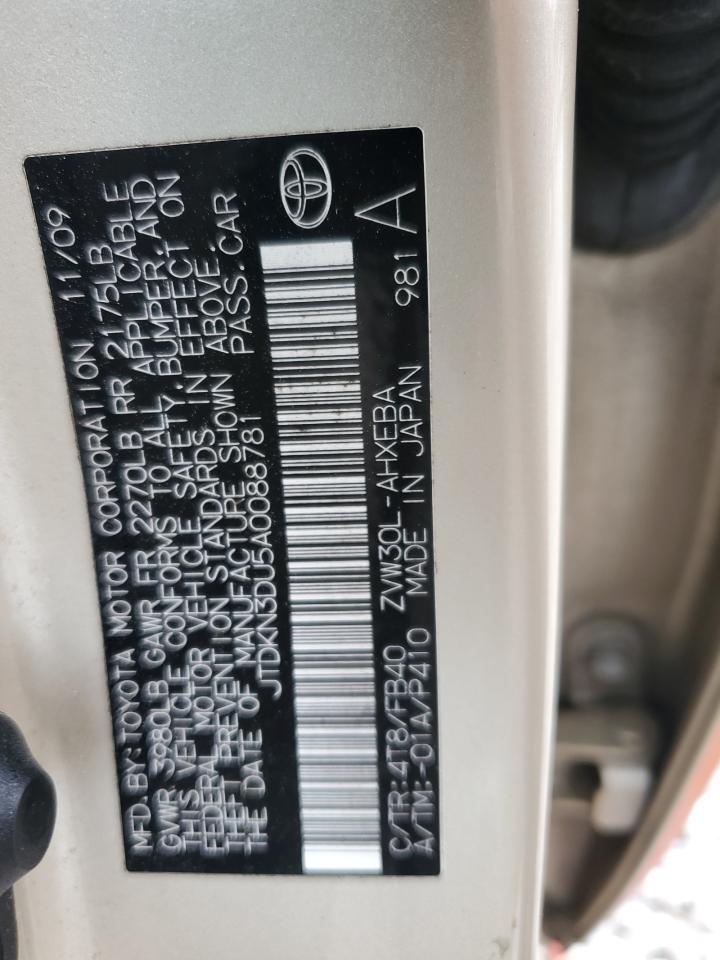 MFD BY: TOYOTA MOTOR CORPORATION 11/09
GVWR 3980LB GAWR FR 2270LB RR 2175LB
THIS VEHICLE CONFORMS TO ALL APPLICABLE
FEDERAL MOTOR VEHICLE SAFETY, BUMPER, AND
THEFT PREVENTION STANDARDS IN EFFECT ON
THE DATE OF MANUFACTURE SHOWN ABOVE.
JTDKN3DU5A0088781 PASS.CAR
C/TR:4T8/FB40 ZVW30L-AHXEBA 981 A
A/TM:-01A/P410 MADE IN JAPAN